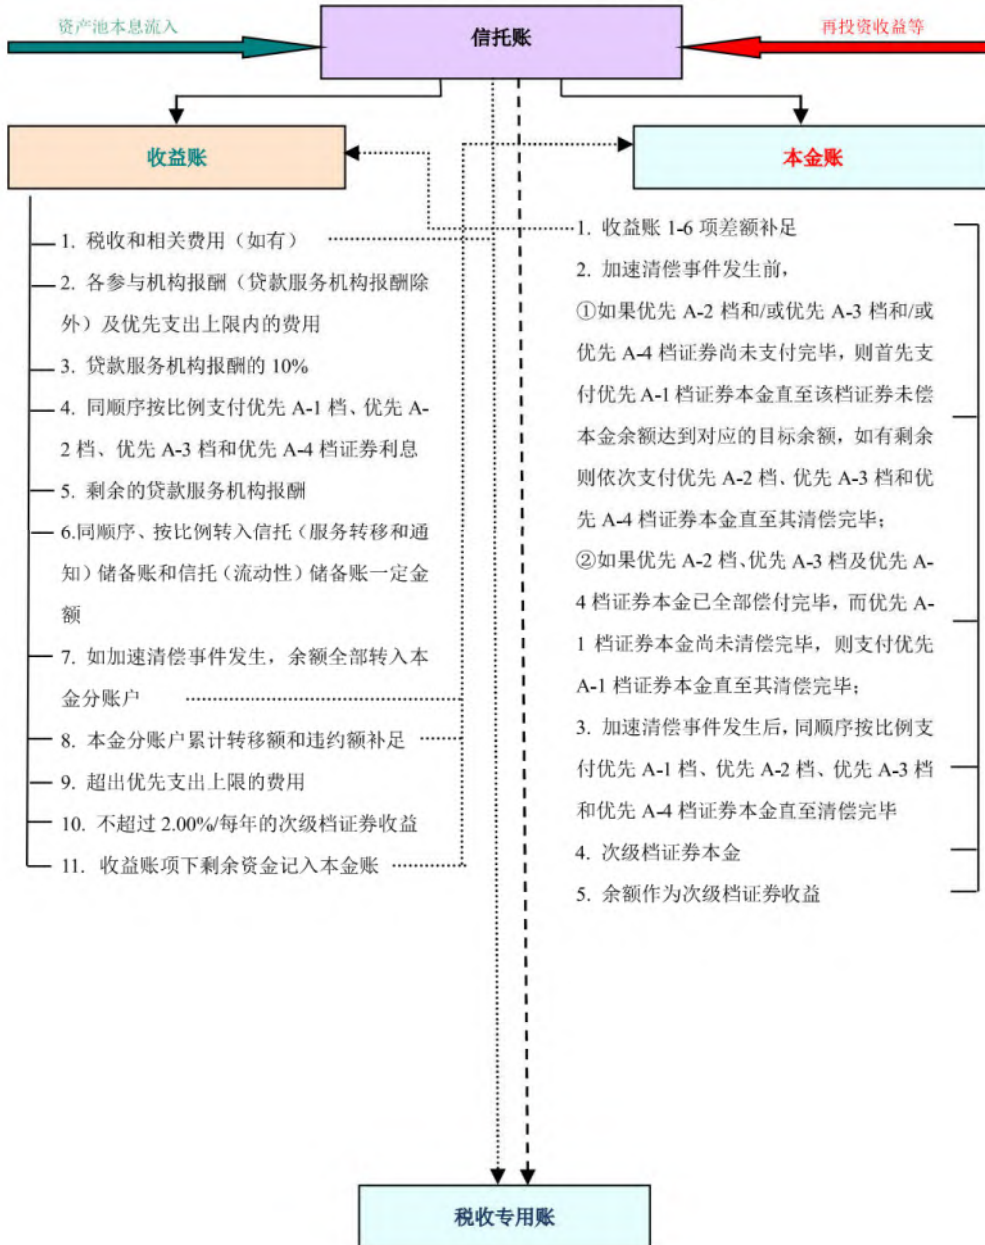 资产池本息流入
信托账
再投资收益等
收益账
本金账
1. 税收和相关费用（如有）
2. 各参与机构报酬（贷款服务机构报酬除
外）及优先支出上限内的费用
3. 贷款服务机构报酬的 10%
4. 同顺序按比例支付优先 A-1 档、优先 A-
2 档、优先 A-3 档和优先 A-4 档证券利息
5. 剩余的贷款服务机构报酬
6.同顺序、按比例转入信托（服务转移和通
知）储备账和信托（流动性）储备账一定金
额
7. 如加速清偿事件发生，余额全部转入本
金分账户
8. 本金分账户累计转移额和违约额补足
9. 超出优先支出上限的费用
10. 不超过 2.00%/每年的次级档证券收益
11. 收益账项下剩余资金记入本金账
1. 收益账 1-6 项差额补足
2. 加速清偿事件发生前，
①如果优先 A-2 档和/或优先 A-3 档和/或
优先 A-4 档证券尚未支付完毕，则首先支
付优先 A-1 档证券本金直至该档证券未偿
本金余额达到对应的目标余额，如有剩余
则依次支付优先 A-2 档、优先 A-3 档和优
先 A-4 档证券本金直至其清偿完毕；
②如果优先 A-2 档、优先 A-3 档及优先 A-
4 档证券本金已全部偿付完毕，而优先 A-
1 档证券本金尚未清偿完毕，则支付优先
A-1 档证券本金直至其清偿完毕；
3. 加速清偿事件发生后，同顺序按比例支
付优先 A-1 档、优先 A-2 档、优先 A-3 档
和优先 A-4 档证券本金直至清偿完毕
4. 次级档证券本金
5. 余额作为次级档证券收益
税收专用账